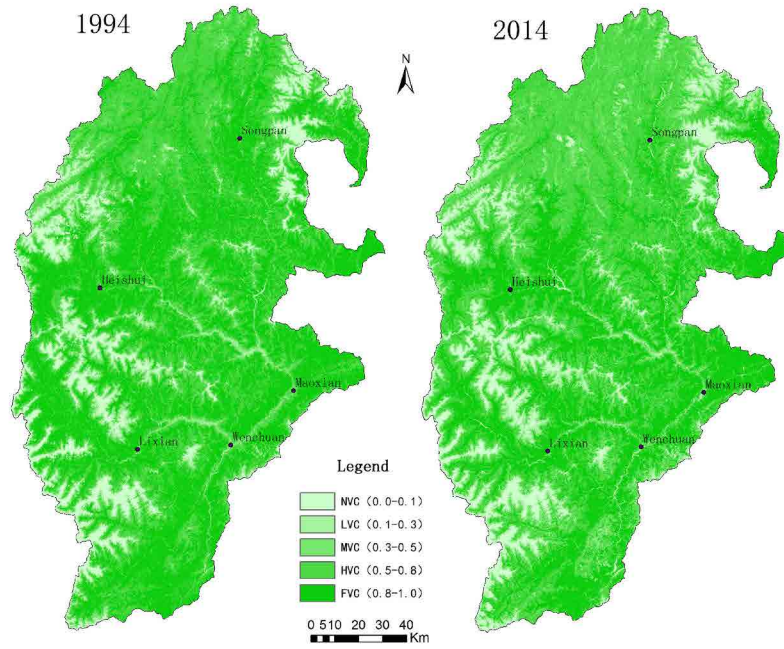 1994
2014
N
Songpan
Songpan
Heishui
Heishui
Maoxian
Maoxian
Lixian
Wenchuan
Lixian
Wenchuan
Legend
NVC (0.0-0.1)
LVC (0.1-0.3)
MVC (0.3-0.5)
HVC (0.5-0.8)
FVC (0.8-1.0)
0 5 10 20 30 40
Km